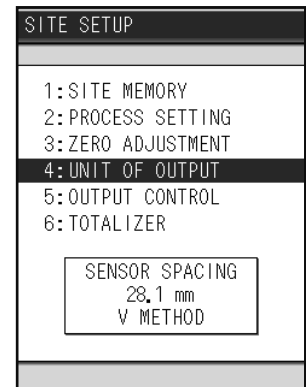 SITE SETUP
1:SITE MEMORY
2:PROCESS SETTING
3:ZERO ADJUSTMENT
4:UNIT OF OUTPUT
5:OUTPUT CONTROL
6:TOTALIZER
SENSOR SPACING
28.1 mm
V METHOD